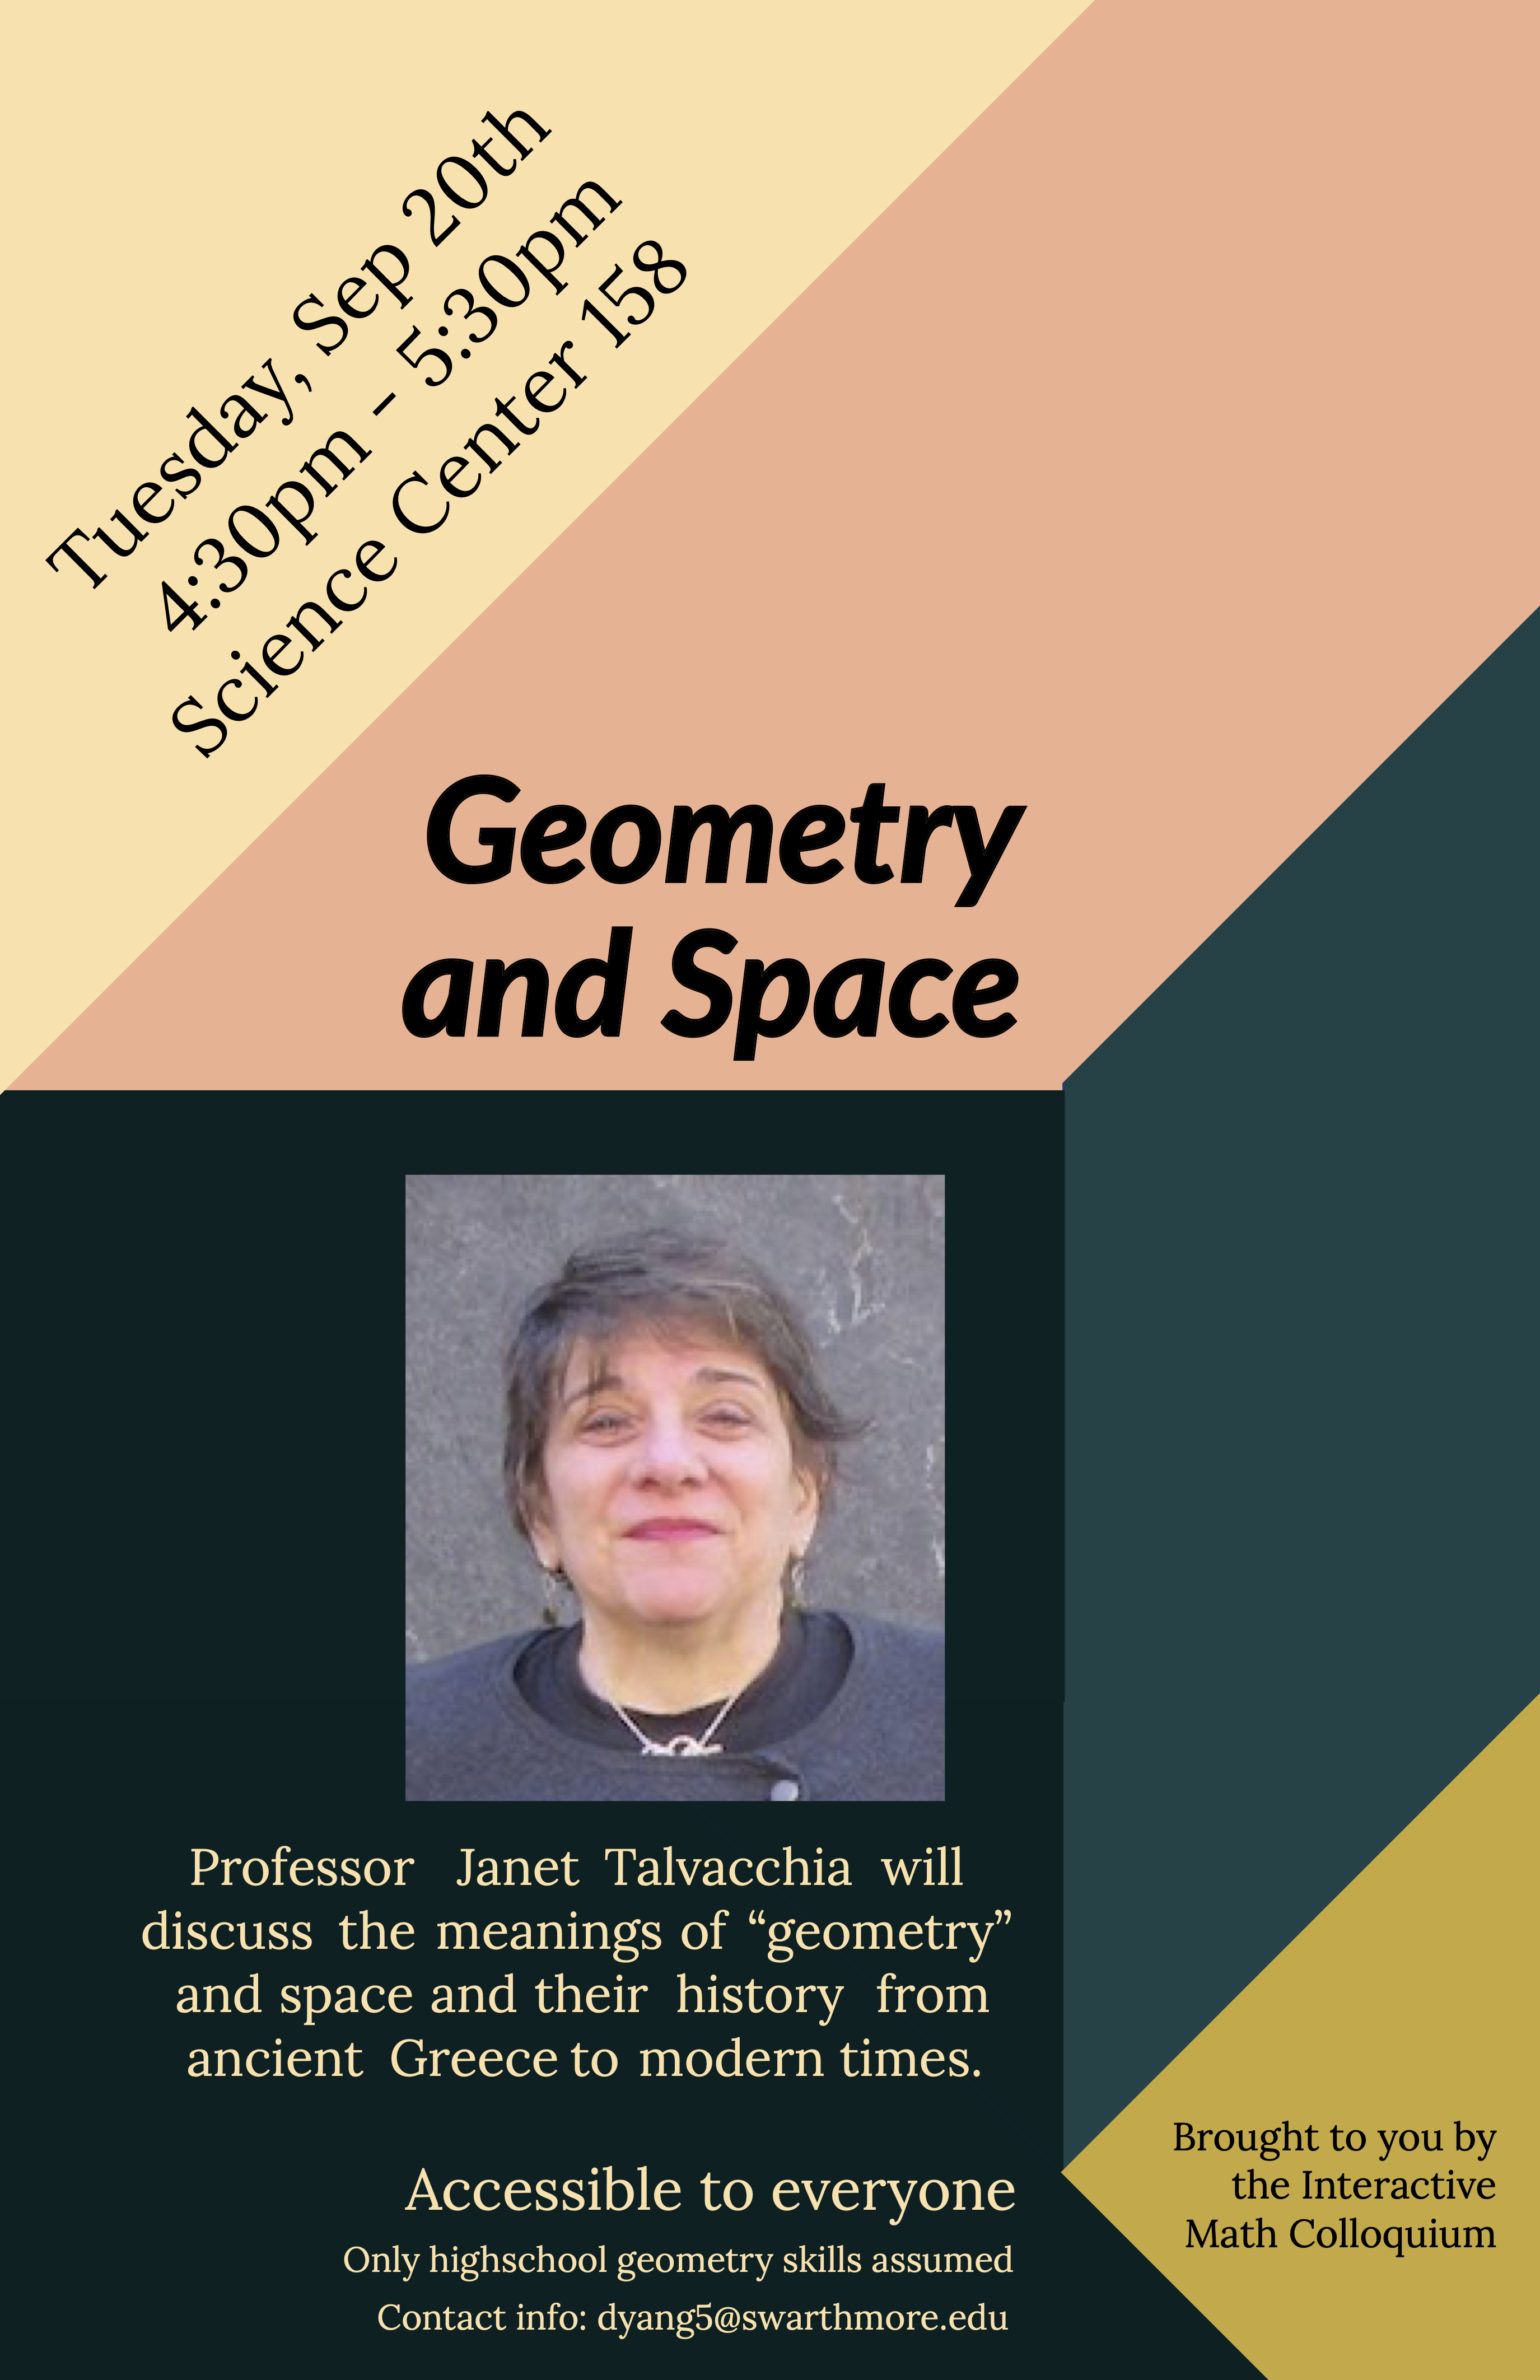 Tuesday, Sep 20th
4:30pm - 5:30pm
Science Center 158
Geometry
and Space
Professor Janet Talvacchia will
discuss the meanings of “geometry”
and space and their history from
ancient Greece to modern times.
Accessible to everyone
Only highschool geometry skills assumed
Contact info: dyang5@swarthmore.edu
Brought to you by
the Interactive
Math Colloquium